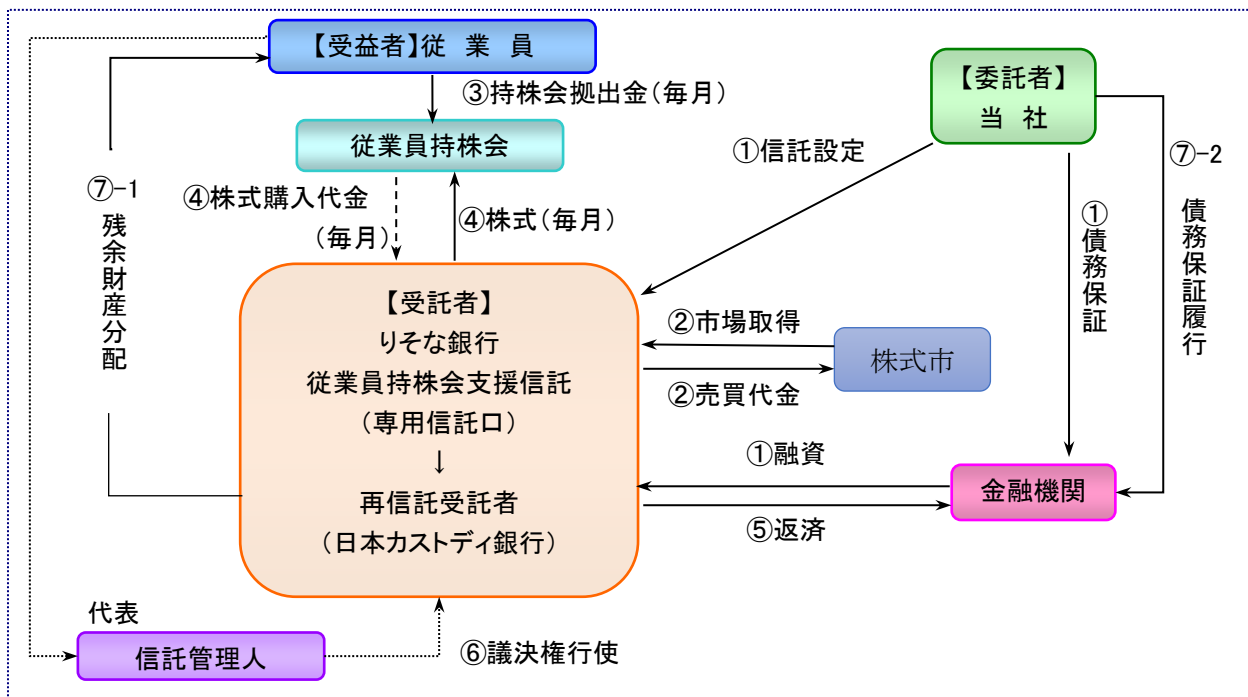 【受益者】従　業　員
③持株会拠出金(毎月)
従業員持株会
【委託者】
当　社
①信託設定
⑦-1
残余財産分配
④株式購入代金
(毎月)
④株式(毎月)
①債務保証
⑦-2
債務保証履行
【受託者】
りそな銀行
従業員持株会支援信託
(専用信託口)
↓
再信託受託者
(日本カストディ銀行)
②市場取得
②売買代金
株式市
①融資
⑤返済
金融機関
代表
信託管理人
⑥議決権行使